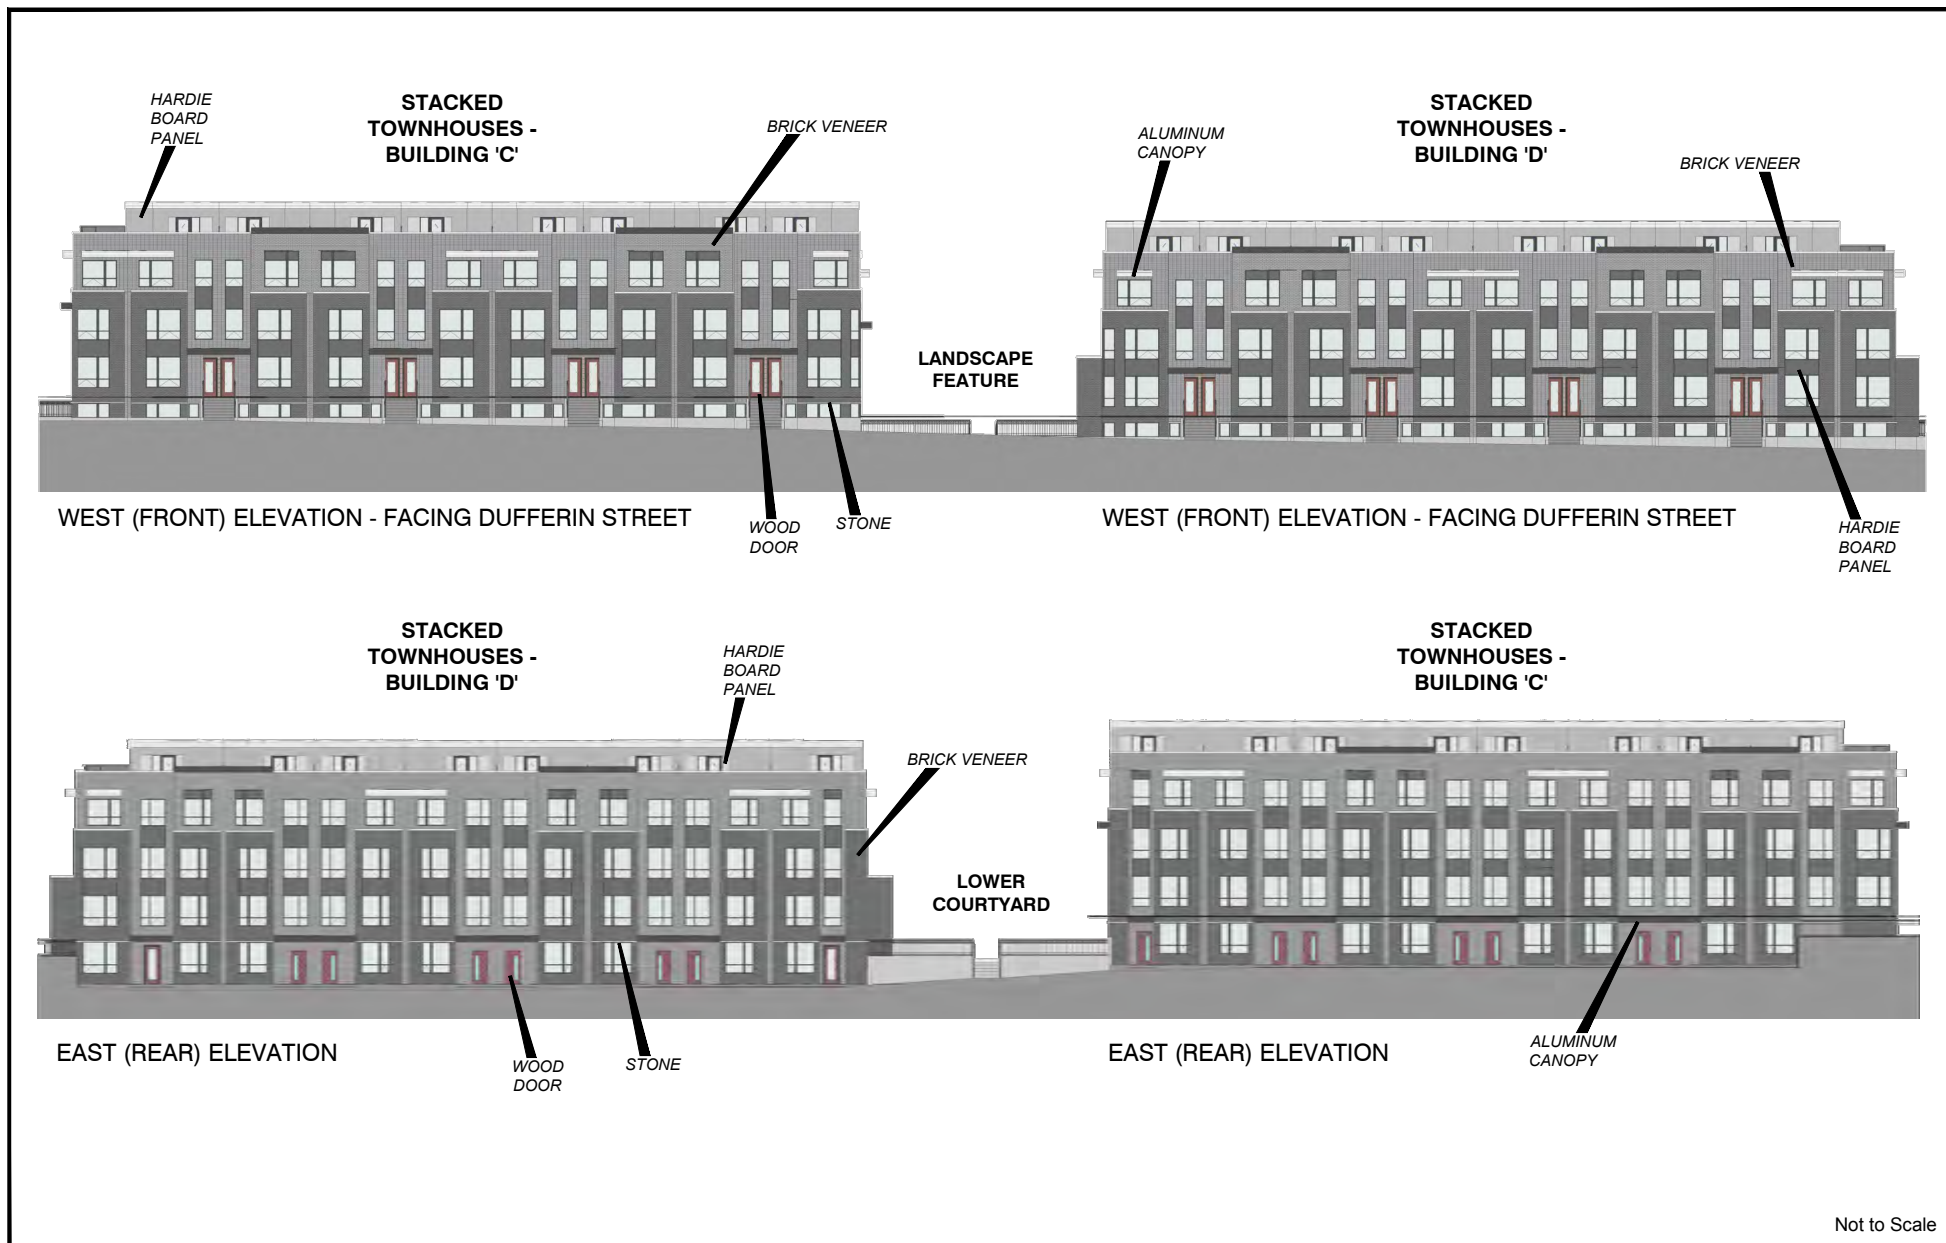 HARDIE
BOARD
PANEL
STACKED
TOWNHOUSES -
BUILDING 'C'
BRICK VENEER
ALUMINUM
CANOPY
STACKED
TOWNHOUSES -
BUILDING 'D'
BRICK VENEER
LANDSCAPE
FEATURE
WEST (FRONT) ELEVATION - FACING DUFFERIN STREET
WOOD
DOOR
STONE
WEST (FRONT) ELEVATION - FACING DUFFERIN STREET
HARDIE
BOARD
PANEL
STACKED
TOWNHOUSES -
BUILDING 'D'
HARDIE
BOARD
PANEL
BRICK VENEER
STACKED
TOWNHOUSES -
BUILDING 'C'
LOWER
COURTYARD
EAST (REAR) ELEVATION
WOOD
DOOR
STONE
EAST (REAR) ELEVATION
ALUMINUM
CANOPY
Not to Scale